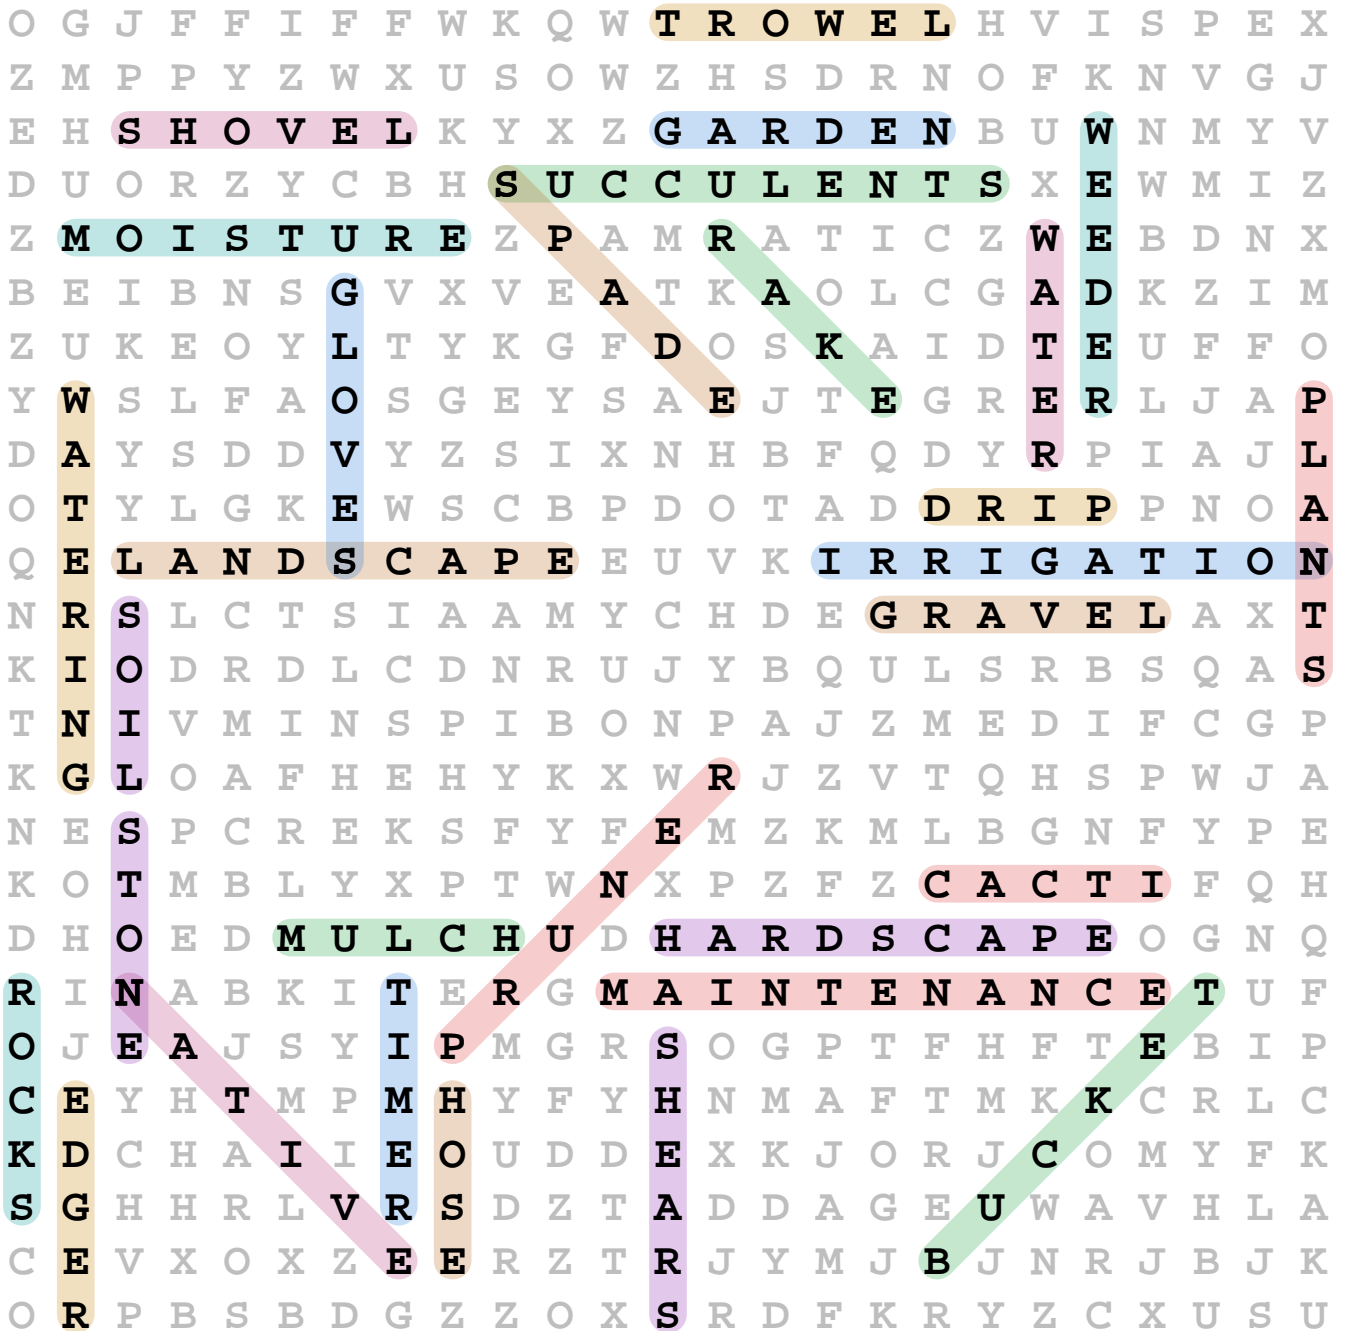 O G J F F I F F W K Q W T R O W E L H V I S P E X
Z M P P Y Z W X U S O W Z H S D R N O F K N V G J
E H S H O V E L K Y X Z G A R D E N B U W N M Y V
D U O R Z Y C B H S U C C U L E N T S X E W M I Z
Z M O I S T U R E Z P A M R A T I C Z W E B D N X
B E I B N S G V X V E A T K A O L C G A D K Z I M
Z U K E O Y L T Y K G F D O S K A I D T E U F F O
Y W S L F A O S G E Y S A E J T E G R E R L J A P
D A Y S D D V Y Z S I X N H B F Q D Y R P I A J L
O T Y L G K E W S C B P D O T A D D R I P P N O A
Q E L A N D S C A P E E U V K I R R I G A T I O N
N R S L C T S I A A M Y C H D E G R A V E L A X T
K I O D R D L C D N R U J Y B Q U L S R B S Q A S
T N I V M I N S P I B O N P A J Z M E D I F C G P
K G L O A F H E H Y K X W R J Z V T Q H S P W J A
N E S P C R E K S F Y F E M Z K M L B G N F Y P E
K O T M B L Y X P T W N X P Z F Z C A C T I F Q H
D H O E D M U L C H U D H A R D S C A P E O G N Q
R I N A B K I T E R G M A I N T E N A N C E T U F
O J E A J S Y I P M G R S O G P T F H F T E B I P
C E Y H T M P M H Y F Y H N M A F T M K K C R L C
K D C H A I I E O U D D E X K J O R J C O M Y F K
S G H H R L V R S D Z T A D D A G E U W A V H L A
C E V X O X Z E E R Z T R J Y M J B J N R J B J K
O R P B S B D G Z Z O X S R D F K R Y Z C X U S U